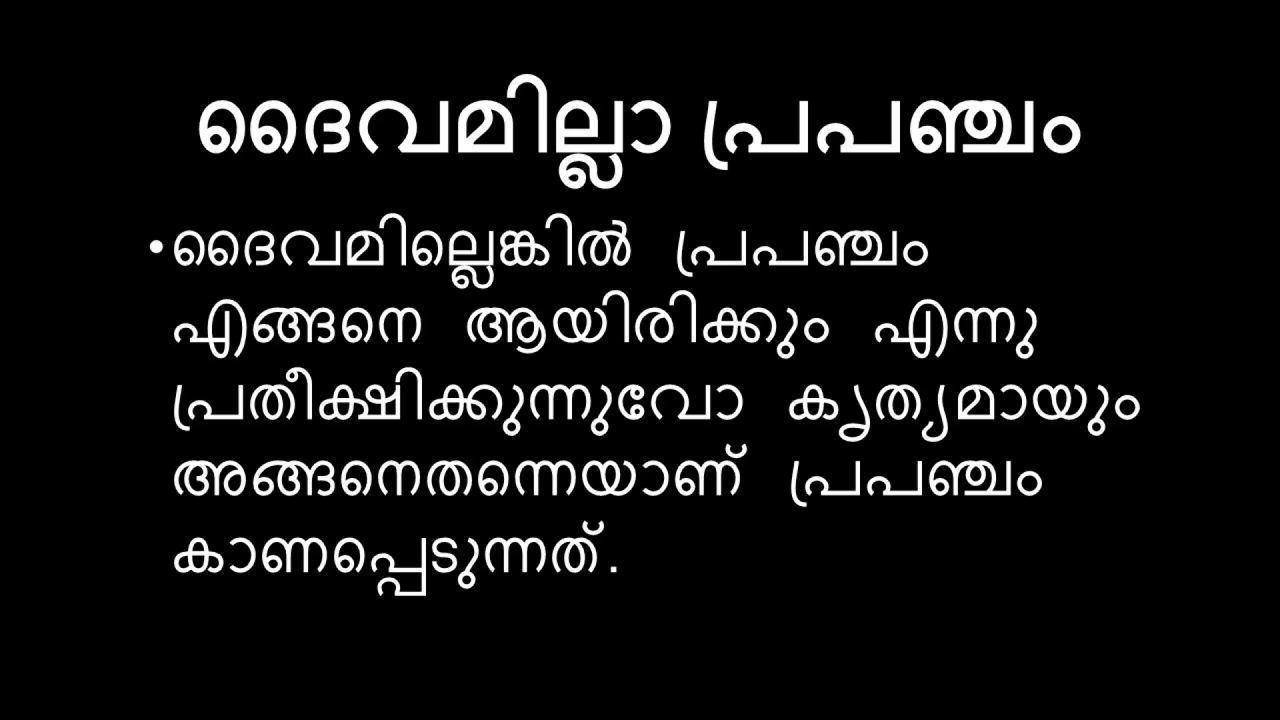 ദൈവമില്ലാ പ്രപഞ്ചം
•ദൈവമില്ലെങ്കിൽ പ്രപഞ്ചം
എങ്ങനെ ആയിരിക്കും എന്നു
പ്രതീക്ഷിക്കുന്നുവോ കൃത്യമായും
അങ്ങനെതന്നെയാണ് പ്രപഞ്ചം
കാണപ്പെടുന്നത്.